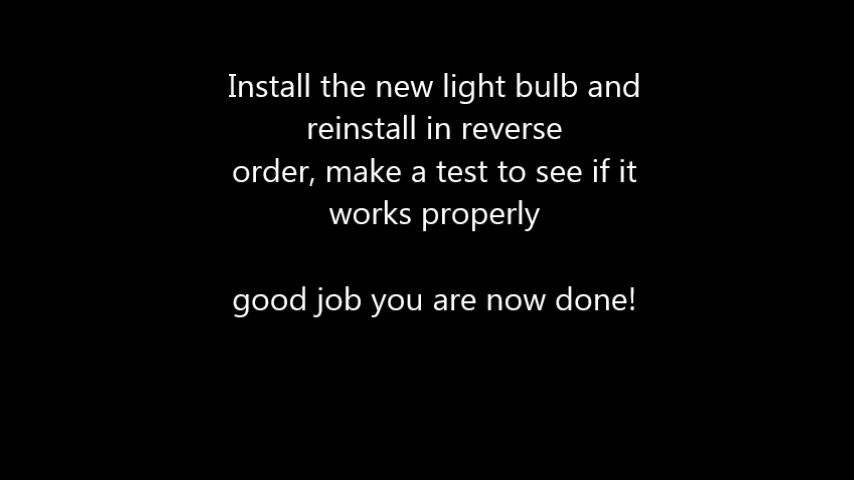 Install the new light bulb and
reinstall in reverse
order, make a test to see if it
works properly
good job you are now done!